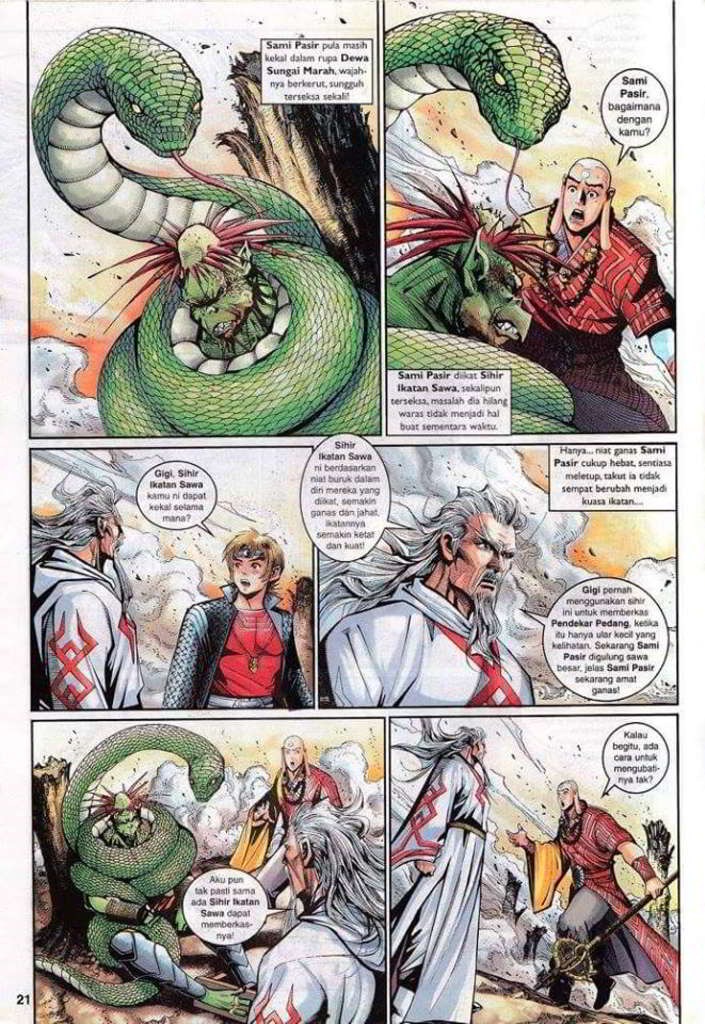 Sami Pasir pula masih
kekal dalam rupa Dewa
Sungai Marah, wajah-
nya berkerut, sungguh
terseksa sekali!
Sami
Pasir,
bagaimana
dengan
kamu?
Sami Pasir diikat Sihir
Ikatan Sawa, sekalipun
terseksa, masalah dia hilang
waras tidak menjadi hal
buat sementara waktu.
Gigi, Sihir
Ikatan Sawa
kamu ni dapat
kekal selama
mana?
Sihir
Ikatan Sawa
ni berdasarkan
niat buruk dalam
diri mereka yang
diikat, semakin
ganas dan jahat,
ikatannya
semakin ketat
dan kuat!
Hanya... niat ganas Sami
Pasir cukup hebat, sentiasa
meletup, takut ia tidak
sempat berubah menjadi
kuasa ikatan...
Gigi pernah
menggunakan sihir
ini untuk memberkas
Pendekar Pedang, ketika
itu hanya ular kecil yang
kelihatan. Sekarang Sami
Pasir digulung sawa
besar, jelas Sami Pasir
sekarang amat
ganas!
Aku pun
tak pasti sama
ada Sihir Ikatan
Sawa dapat
memberkas-
nya!
Kalau
begitu, ada
cara untuk
mengubati-
nya tak?
21